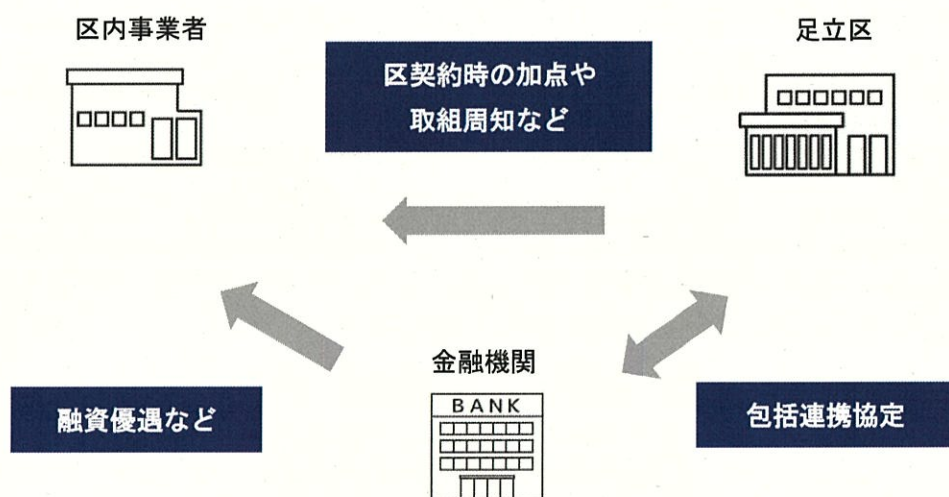 区内事業者
足立区
区契約時の加点や
取組周知など
金融機関
BANK
融資優遇など
包括連携協定